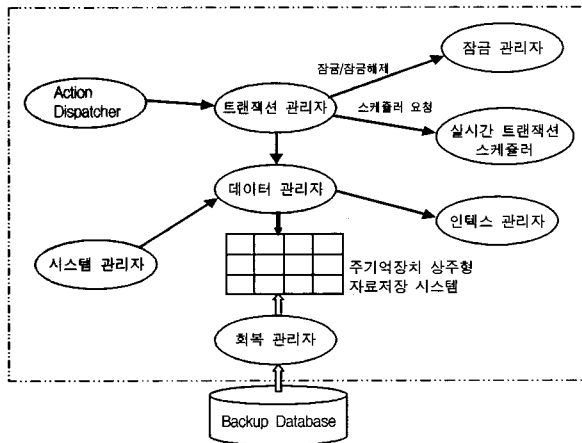 잠금 관리자
잠금/잠금해제
Action
Dispatcher
트랜잭션 관리자
스케쥴러 요청
실시간 트랜잭션
스케쥴러
데이터 관리자
인텍스 관리자
시스템 관리자
주기억장치 상주형
자료저장 시스템
회복 관리자
Backup Database